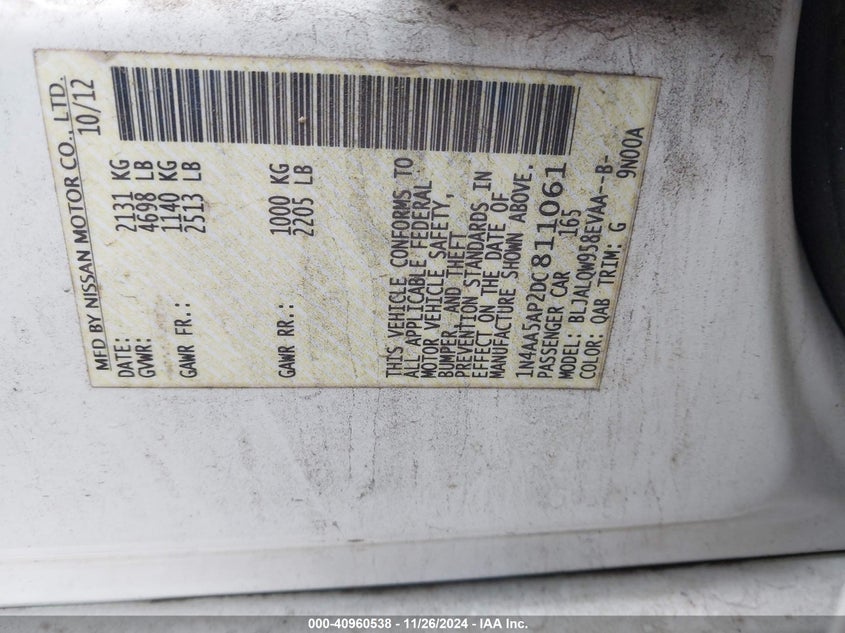 MFD BY NISSAN MOTOR CO., LTD.
DATE: 10/12
GVWR: 2131 KG
4698 LB
GAWR FR.: 1140 KG
2513 LB
GAWR RR.: 1000 KG
2205 LB
THIS VEHICLE CONFORMS TO
ALL APPLICABLE FEDERAL
MOTOR VEHICLE SAFETY,
BUMPER AND THEFT
PREVENTION STANDARDS IN
EFFECT ON THE DATE OF
MANUFACTURE SHOWN ABOVE.
1N4AA5AP2DC811061
PASSENGER CAR 165
MODEL: BLJALQW958EVAA--B-
COLOR: QAB TRIM: G 9N00A
000-40960538 - 11/26/2024 - IAA Inc.